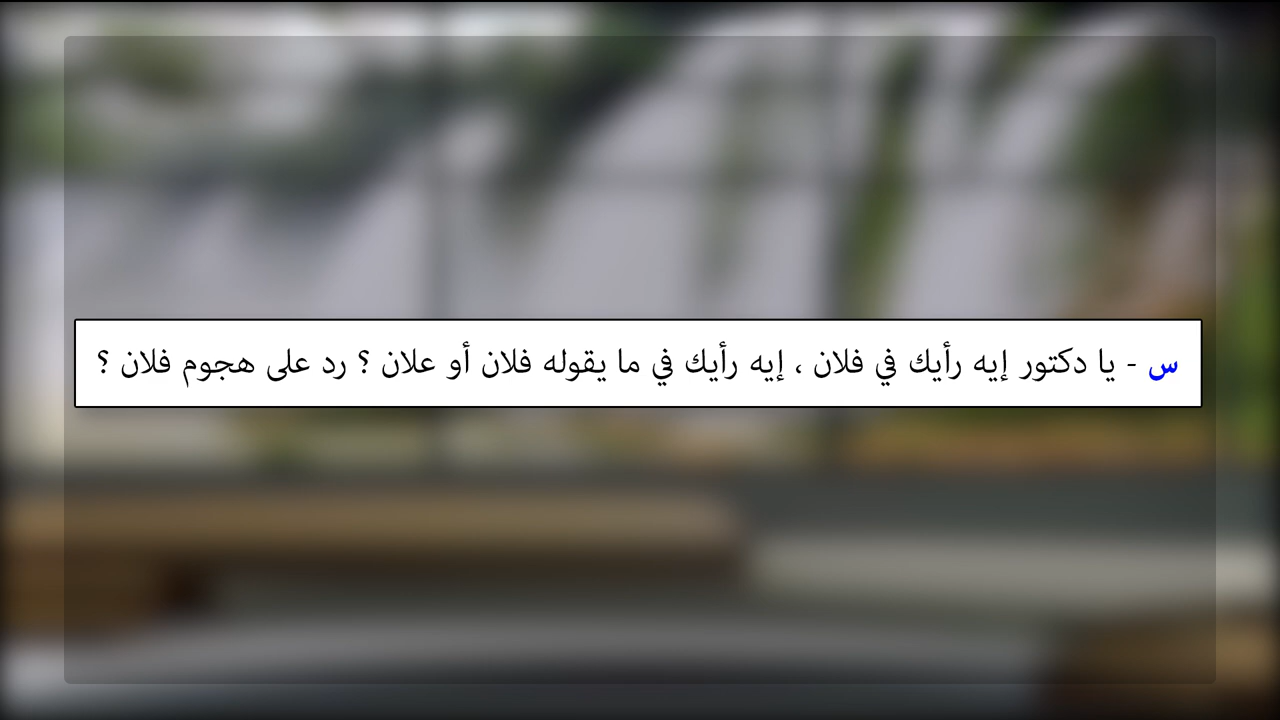 س - يا دكتور إيه رأيك في فلان ، إيه رأيك في ما يقوله فلان أو علان ؟ رد على هجوم فلان ؟